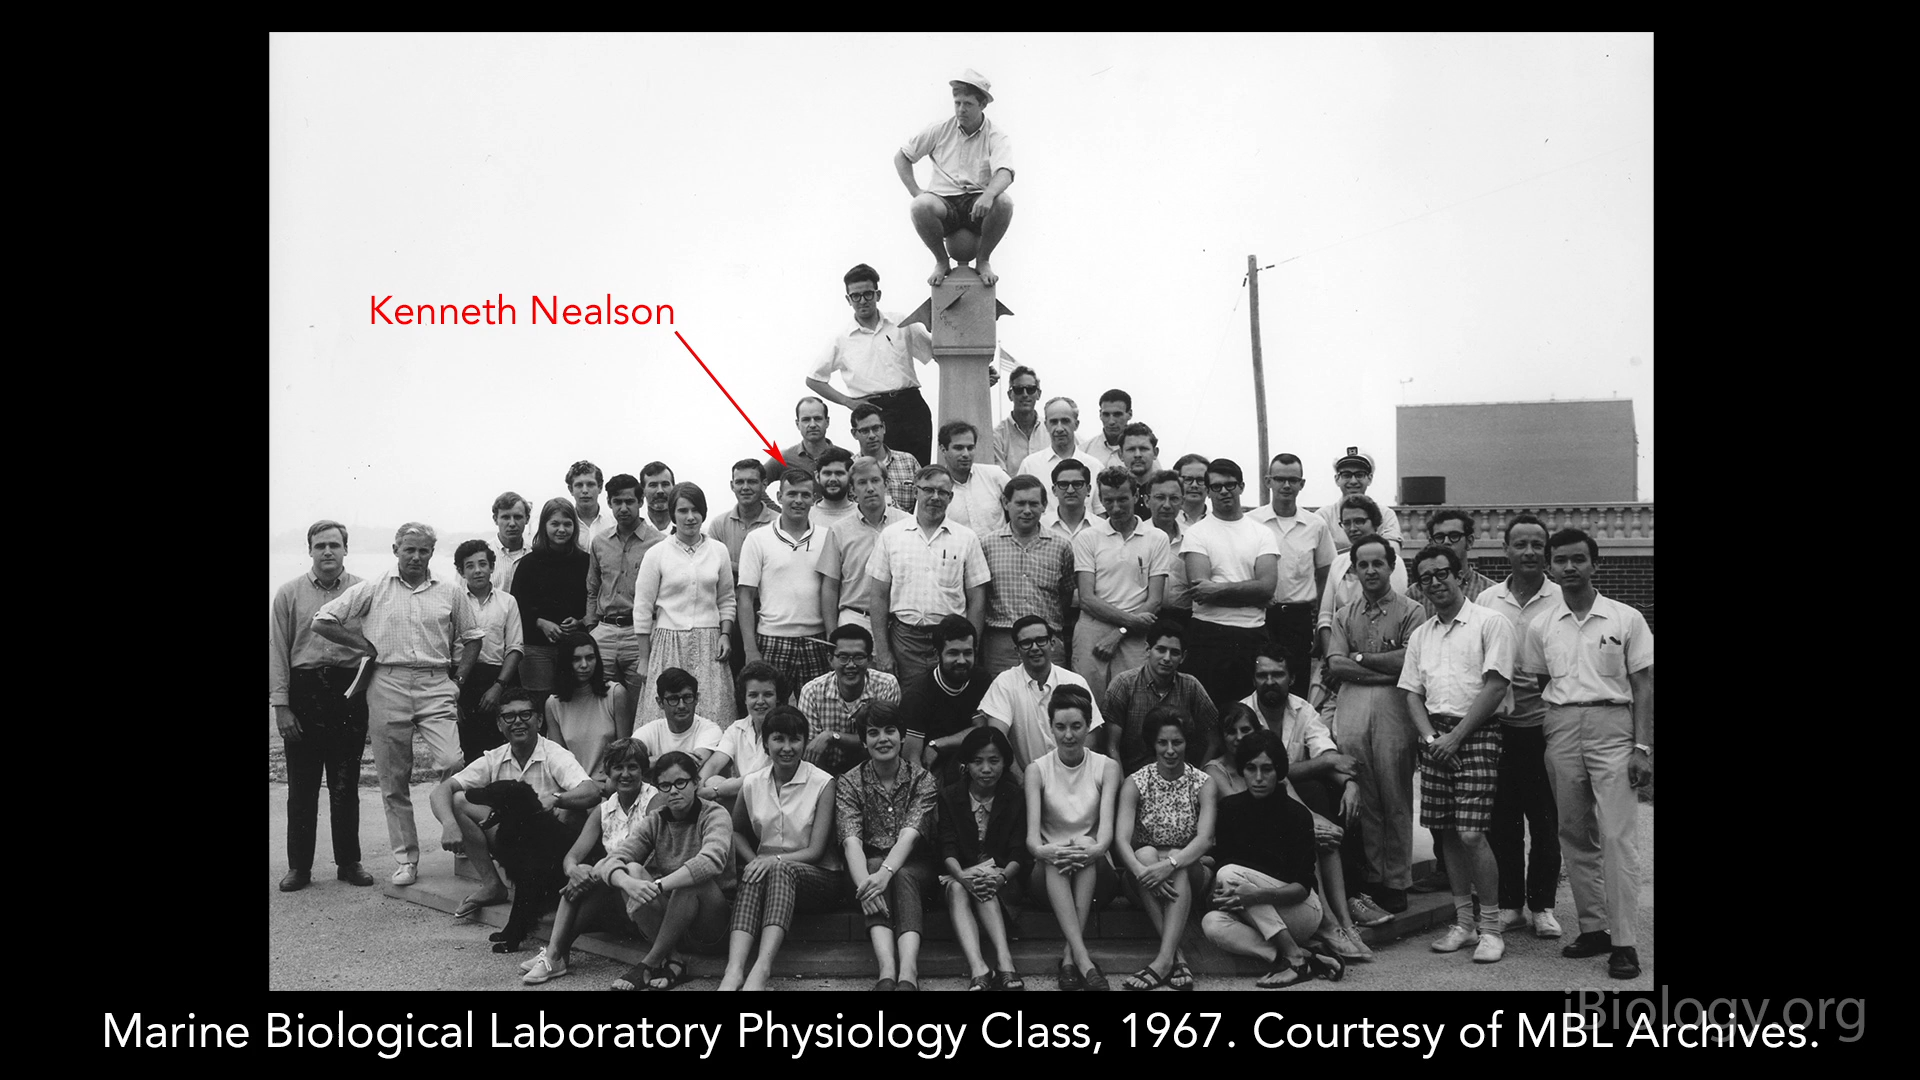 Kenneth Nealson
Marine Biological Laboratory Physiology Class, 1967. Courtesy of MBL Archives.
iBiology.org